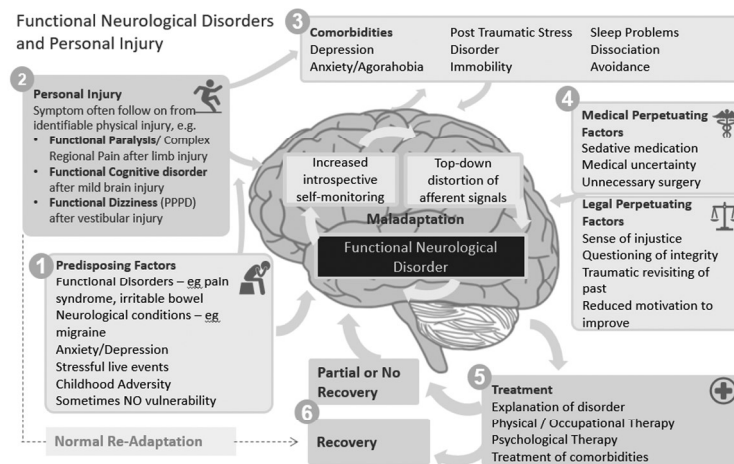 Functional Neurological Disorders
and Personal Injury
3
Comorbidities
Depression
Anxiety/Agorahobia
Post Traumatic Stress
Disorder
Immobility
Sleep Problems
Dissociation
Avoidance
2
Personal Injury
Symptom often follow on from
identifiable physical injury, e.g.
• Functional Paralysis/ Complex
Regional Pain after limb injury
• Functional Cognitive disorder
after mild brain injury
• Functional Dizziness (PPPD)
after vestibular injury
4
Medical Perpetuating
Factors
Sedative medication
Medical uncertainty
Unnecessary surgery
Legal Perpetuating
Factors
Sense of injustice
Questioning of integrity
Traumatic revisiting of
past
Reduced motivation to
improve
Increased
introspective
self-monitoring
Top-down
distortion of
afferent signals
Maladaptation
Functional Neurological
Disorder
1
Predisposing Factors
Functional Disorders – eg pain
syndrome, irritable bowel
Neurological conditions – eg
migraine
Anxiety/Depression
Stressful live events
Childhood Adversity
Sometimes NO vulnerability
Partial or No
Recovery
5
Treatment
Explanation of disorder
Physical / Occupational Therapy
Psychological Therapy
Treatment of comorbidities
6
Normal Re-Adaptation
Recovery